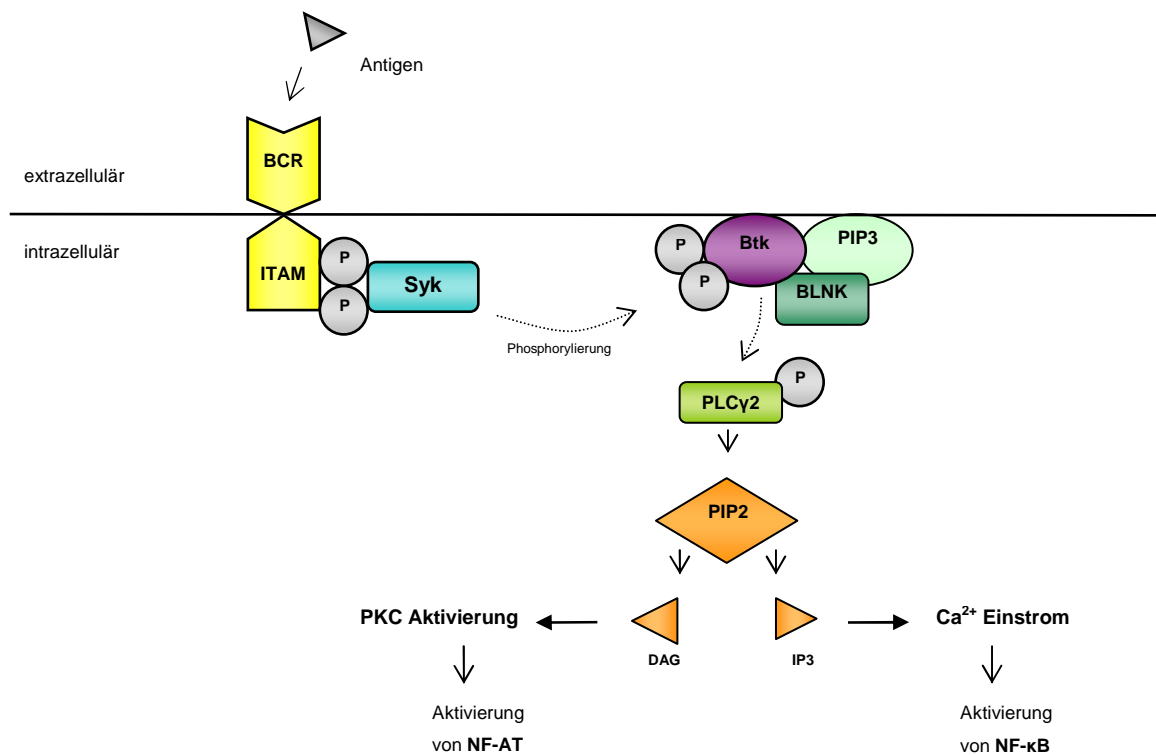 Antigen
BCR
extrazellulär
intrazellulär
ITAM
P
P
Syk
Phosphorylierung
P
P
Btk
PIP3
BLNK
P
PLCγ2
PIP2
PKC Aktivierung
DAG
IP3
Ca²⁺ Einstrom
Aktivierung
von NF-AT
Aktivierung
von NF-κB